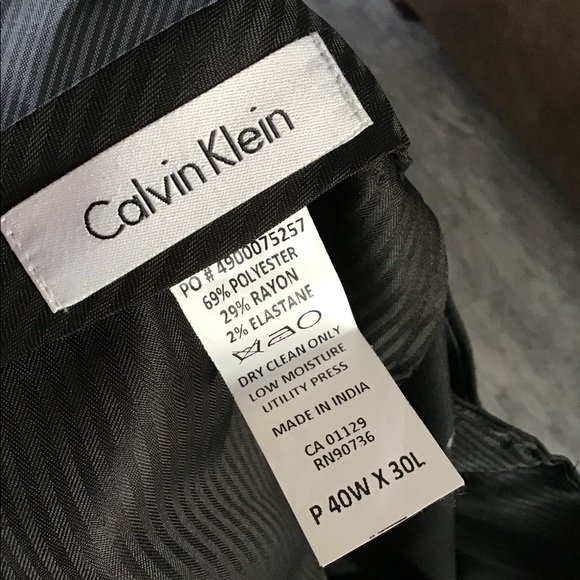 Calvin Klein
PO # 4900075257
69% POLYESTER
29% RAYON
2% ELASTANE
DRY CLEAN ONLY
LOW MOISTURE
UTILITY PRESS
MADE IN INDIA
CA 01129
RN90736
P 40W X 30L